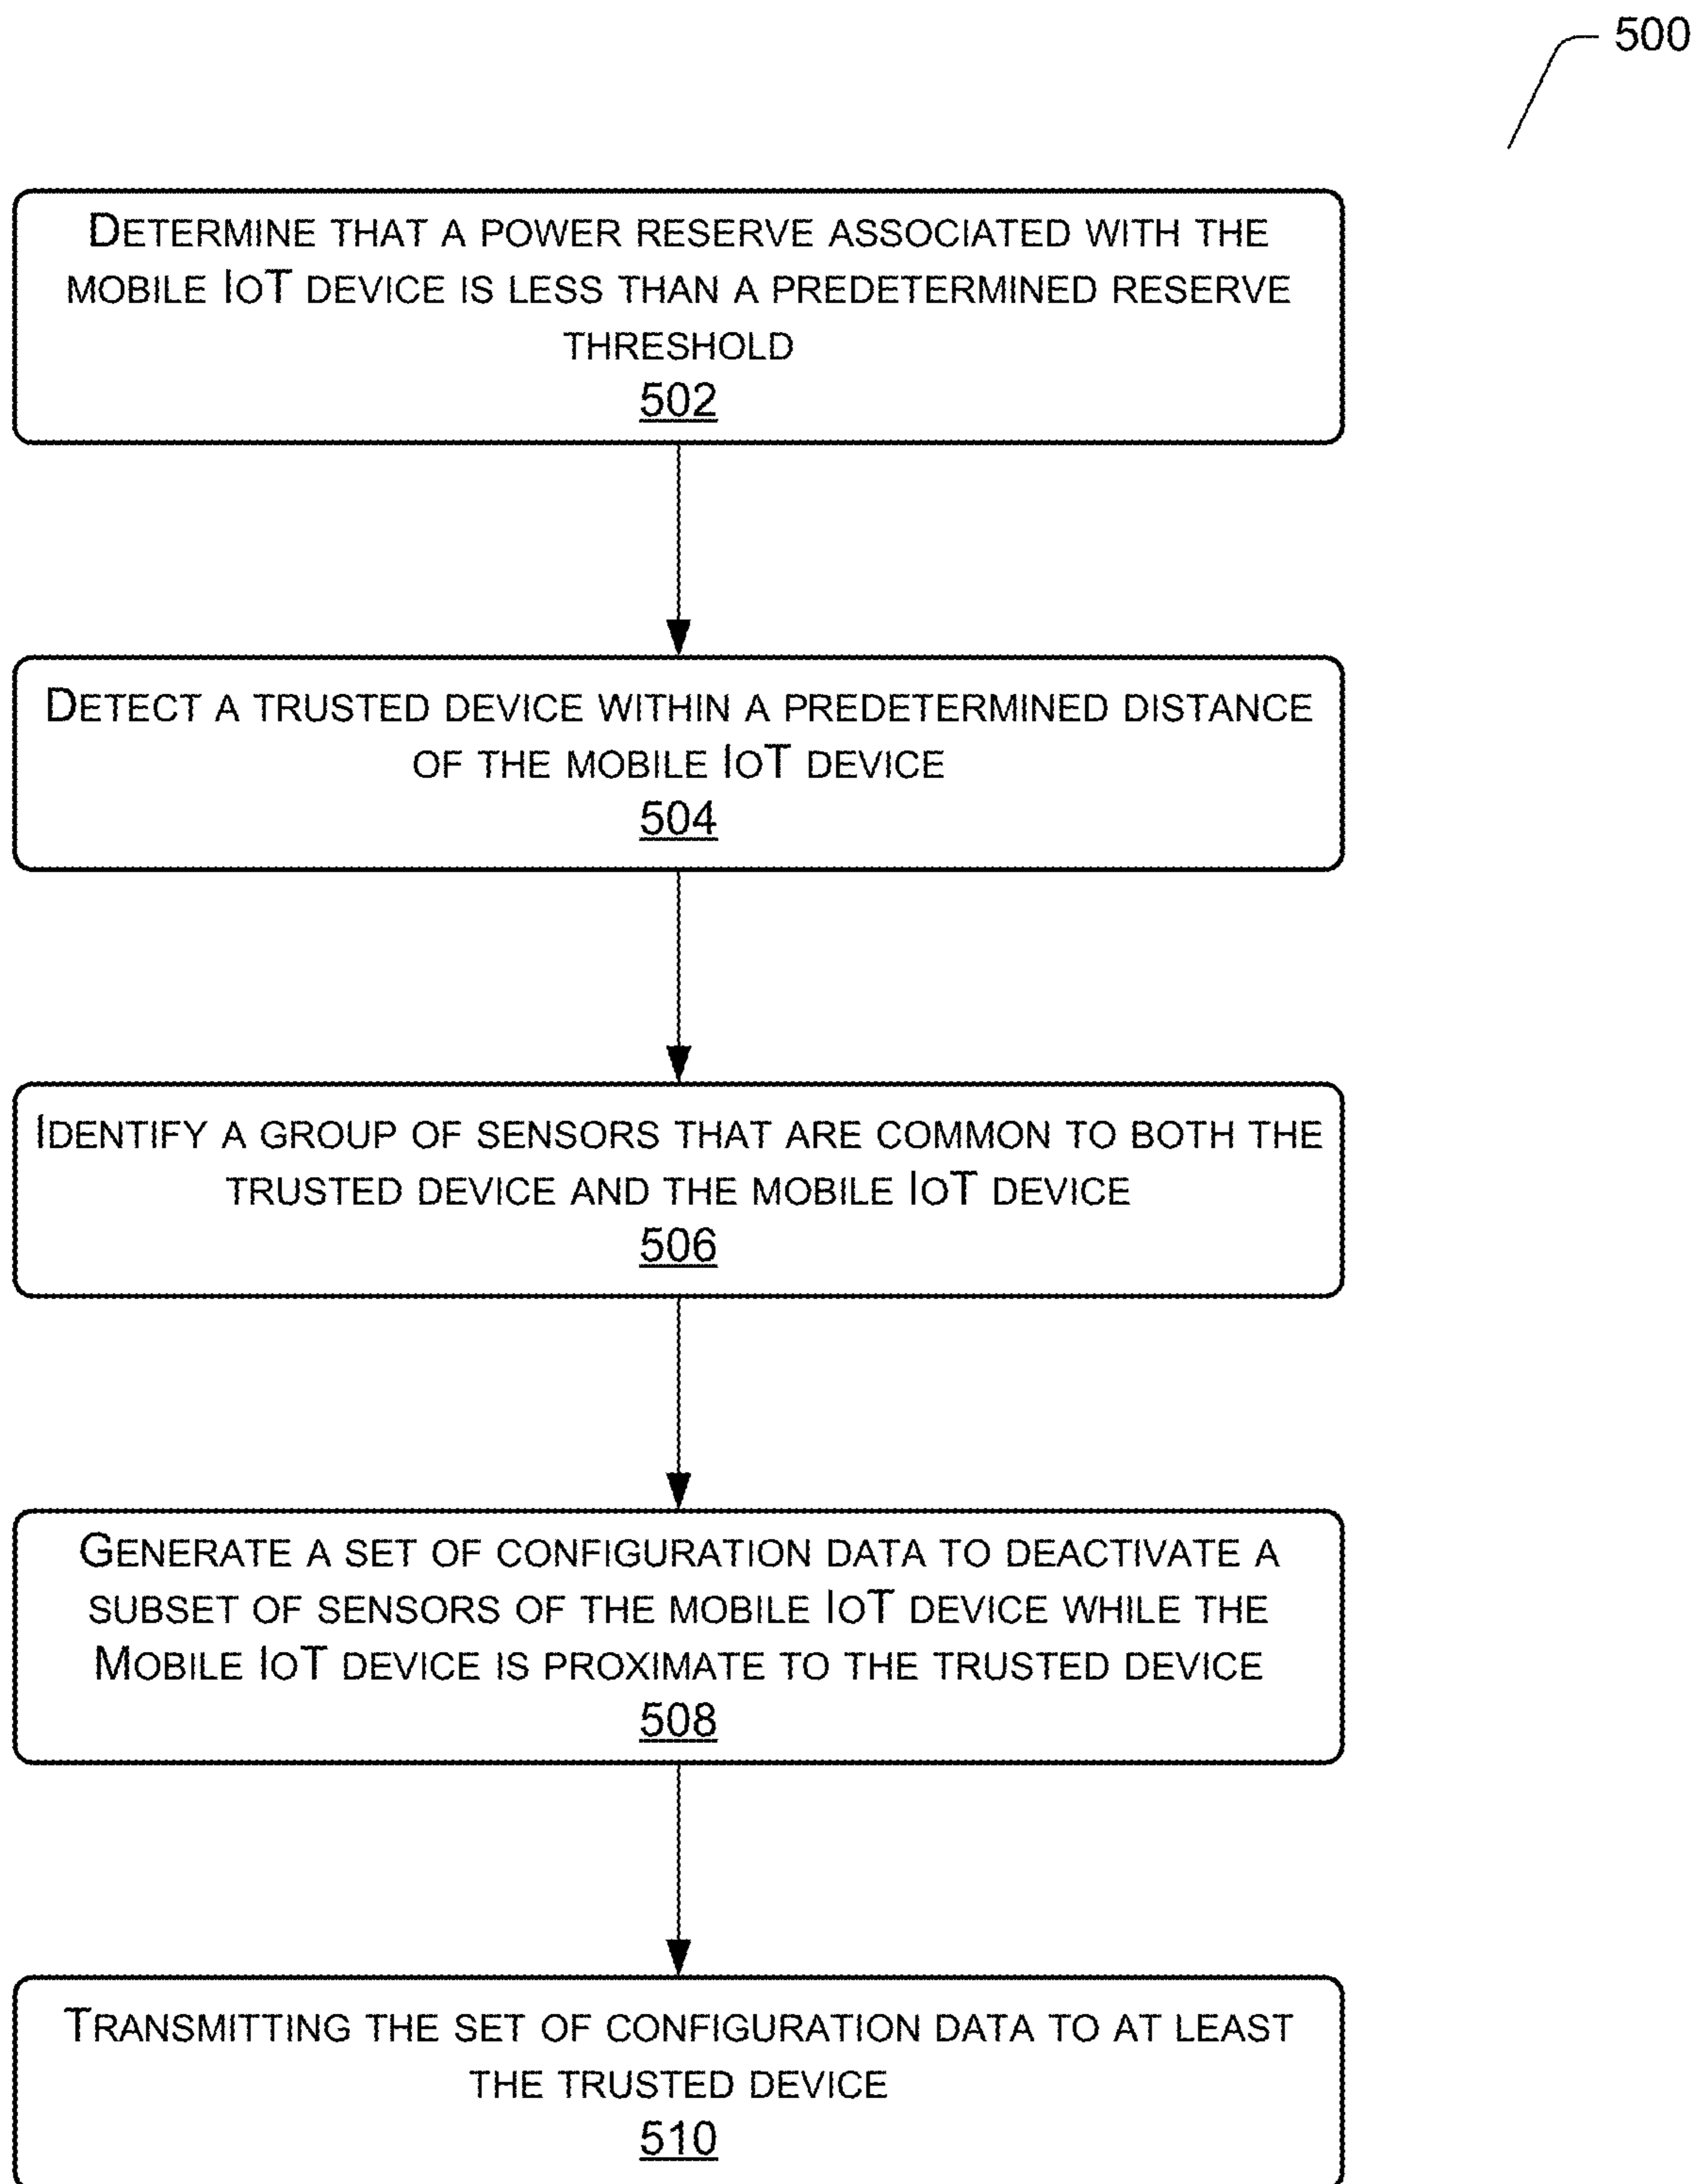 500
DETERMINE THAT A POWER RESERVE ASSOCIATED WITH THE
MOBILE IOT DEVICE IS LESS THAN A PREDETERMINED RESERVE
THRESHOLD
502
DETECT A TRUSTED DEVICE WITHIN A PREDETERMINED DISTANCE
OF THE MOBILE IOT DEVICE
504
IDENTIFY A GROUP OF SENSORS THAT ARE COMMON TO BOTH THE
TRUSTED DEVICE AND THE MOBILE IOT DEVICE
506
GENERATE A SET OF CONFIGURATION DATA TO DEACTIVATE A
SUBSET OF SENSORS OF THE MOBILE IOT DEVICE WHILE THE
MOBILE IOT DEVICE IS PROXIMATE TO THE TRUSTED DEVICE
508
TRANSMITTING THE SET OF CONFIGURATION DATA TO AT LEAST
THE TRUSTED DEVICE
510